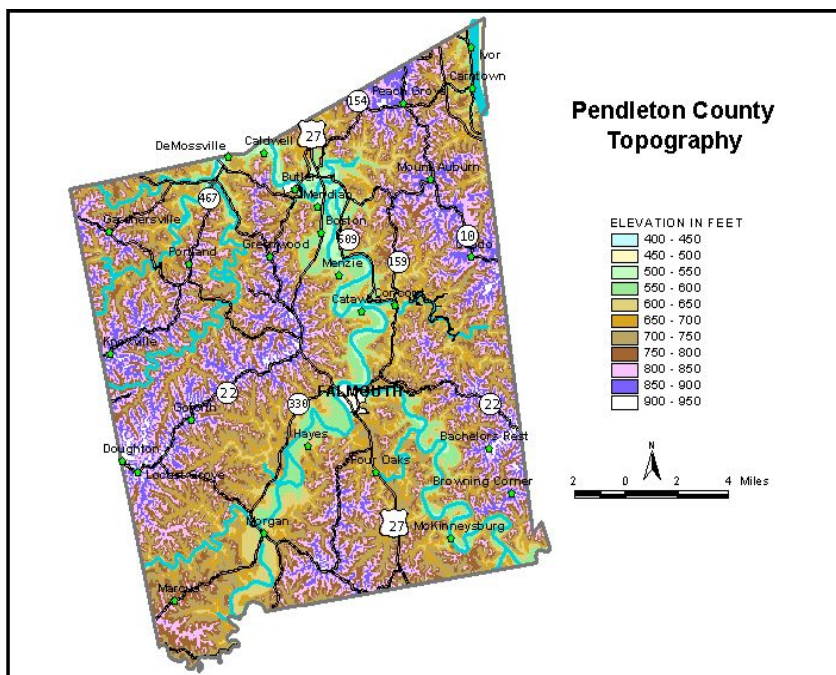 Pendleton County
Topography
ELEVATION IN FEET
400 - 450
450 - 500
500 - 550
550 - 600
600 - 650
650 - 700
700 - 750
750 - 800
800 - 850
850 - 900
900 - 950
N
2 0 2 4 Miles
Ivor
Carntown
Peach Grove
154
27
DeMossville
Caldwell
Butler
Mount Auburn
467
Meridian
Gardnersville
Boston
10
Portland
Greenwood
609
159
Menzie
Catawba
Concord
Knoxville
FALMOUTH
22
330
22
Goforth
Hayes
Bachelors Rest
Doughton
Locust Grove
Four Oaks
Browning Corner
27
Morgan
McKinneysburg
Marcus